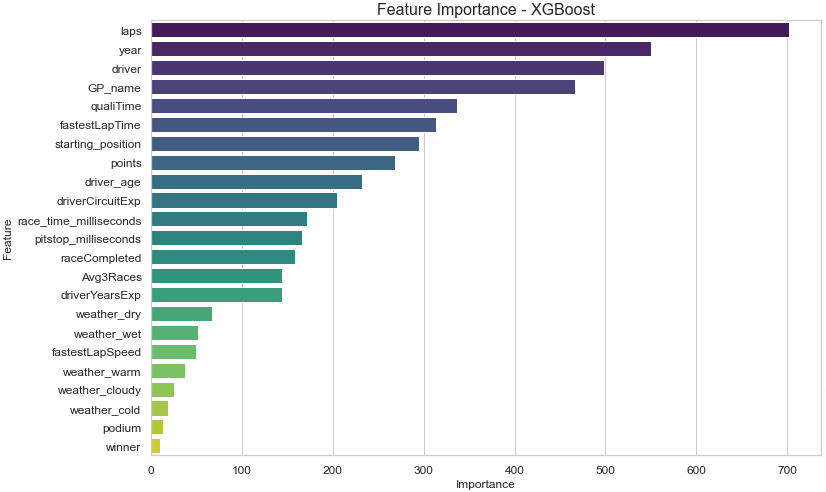 Feature Importance - XGBoost
laps
year
driver
GP_name
qualiTime
fastestLapTime
starting_position
points
driver_age
driverCircuitExp
race_time_milliseconds
pitstop_milliseconds
raceCompleted
Avg3Races
driverYearsExp
weather_dry
weather_wet
fastestLapSpeed
weather_warm
weather_cloudy
weather_cold
podium
winner
Feature
0 100 200 300 400 500 600 700
Importance